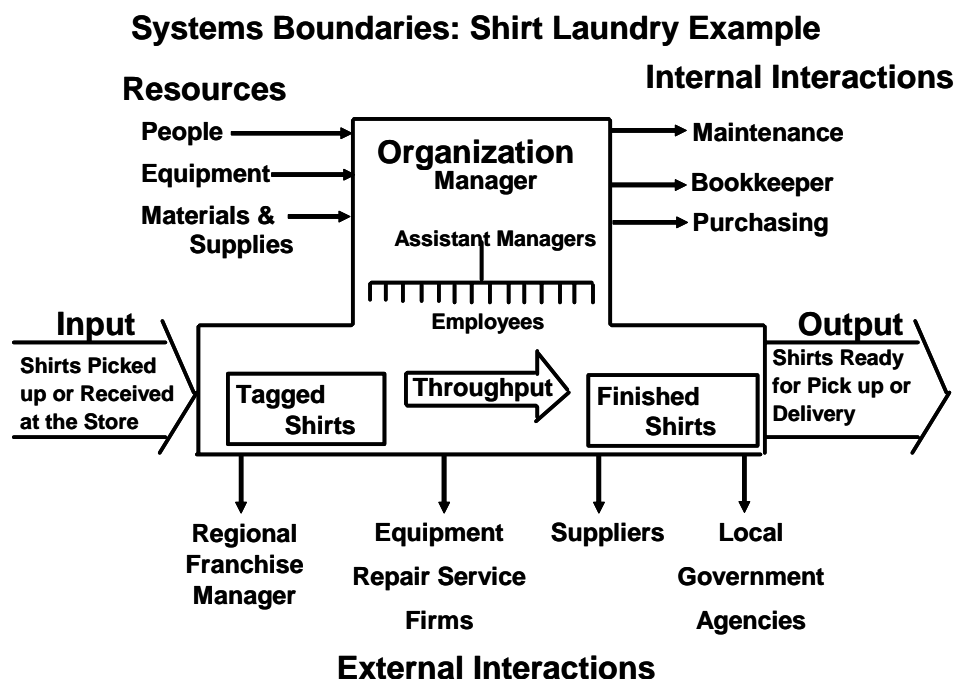 Systems Boundaries: Shirt Laundry Example
Resources
People
Equipment
Materials &
Supplies
Organization
Manager
Assistant Managers
Employees
Internal Interactions
Maintenance
Bookkeeper
Purchasing
Input
Shirts Picked
up or Received
at the Store
Tagged
Shirts
Throughput
Finished
Shirts
Output
Shirts Ready
for Pick up or
Delivery
Regional
Franchise
Manager
Equipment
Repair Service
Firms
Suppliers
Local
Government
Agencies
External Interactions